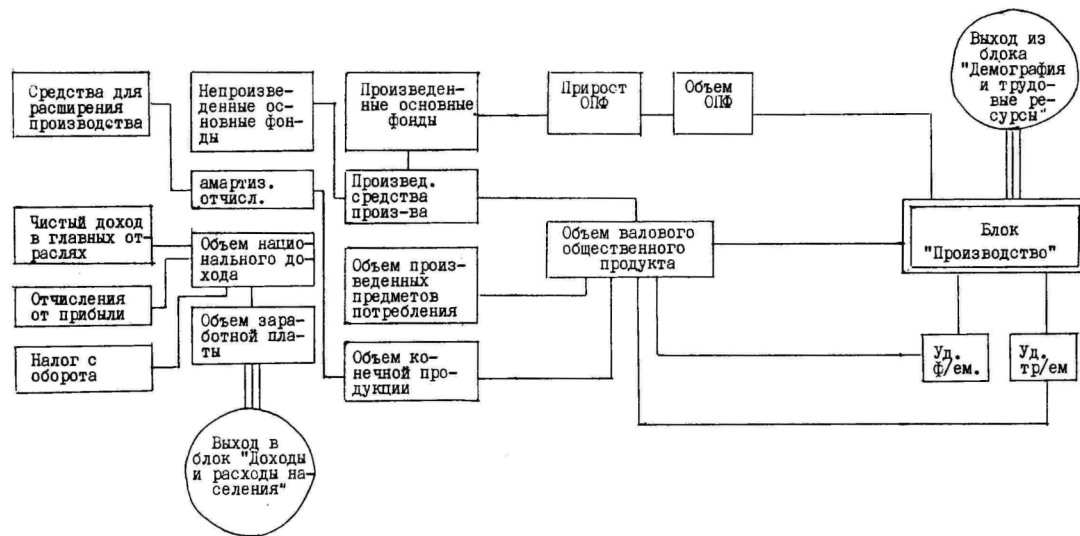 Средства для
расширения
производства
Непроизве-
денные ос-
новные фон-
ды
Произведен-
ные основные
фонды
Прирост
ОПФ
Объем
ОПФ
Выход из
блока
"Демография
и трудо-
вые ре-
сурсы"
амартиз.
отчисл.
Произвед.
средства
произ-ва
Чистый доход
в главных от-
раслях
Объем нацио-
нального до-
хода
Объем произ-
веденных
предметов
потребления
Объем валового
общественного
продукта
Блок
"Производство"
Отчисления
от прибыли
Объем зара-
ботной пла-
ты
Налог с
оборота
Объем ко-
нечной про-
дукции
Уд.
ф/ем.
Уд.
тр/ем
Выход в
блок "Доходы
и расходы на-
селения"